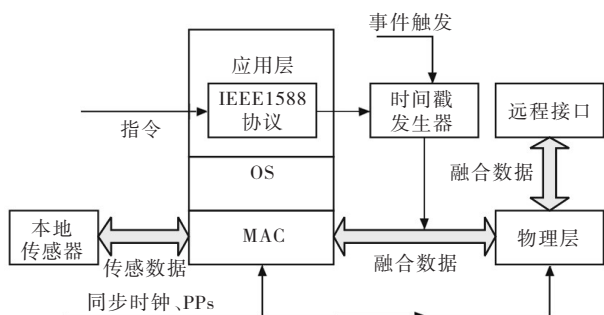 事件触发
应用层
IEEE1588
协议
时间戳
发生器
远程接口
指令
融合数据
OS
本地
传感器
MAC
物理层
传感数据
融合数据
同步时钟、PPs